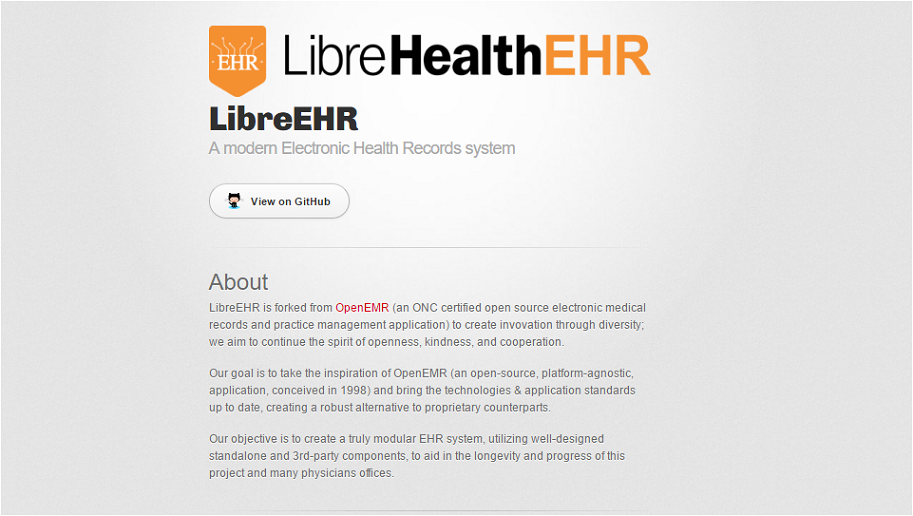 EHR
LibreHealthEHR
LibreEHR
A modern Electronic Health Records system
View on GitHub
About
LibreEHR is forked from OpenEMR (an ONC certified open source electronic medical
records and practice management application) to create invovation through diversity;
we aim to continue the spirit of openness, kindness, and cooperation.
Our goal is to take the inspiration of OpenEMR (an open-source, platform-agnostic,
application, conceived in 1998) and bring the technologies & application standards
up to date, creating a robust alternative to proprietary counterparts.
Our objective is to create a truly modular EHR system, utilizing well-designed
standalone and 3rd-party components, to aid in the longevity and progress of this
project and many physicians offices.